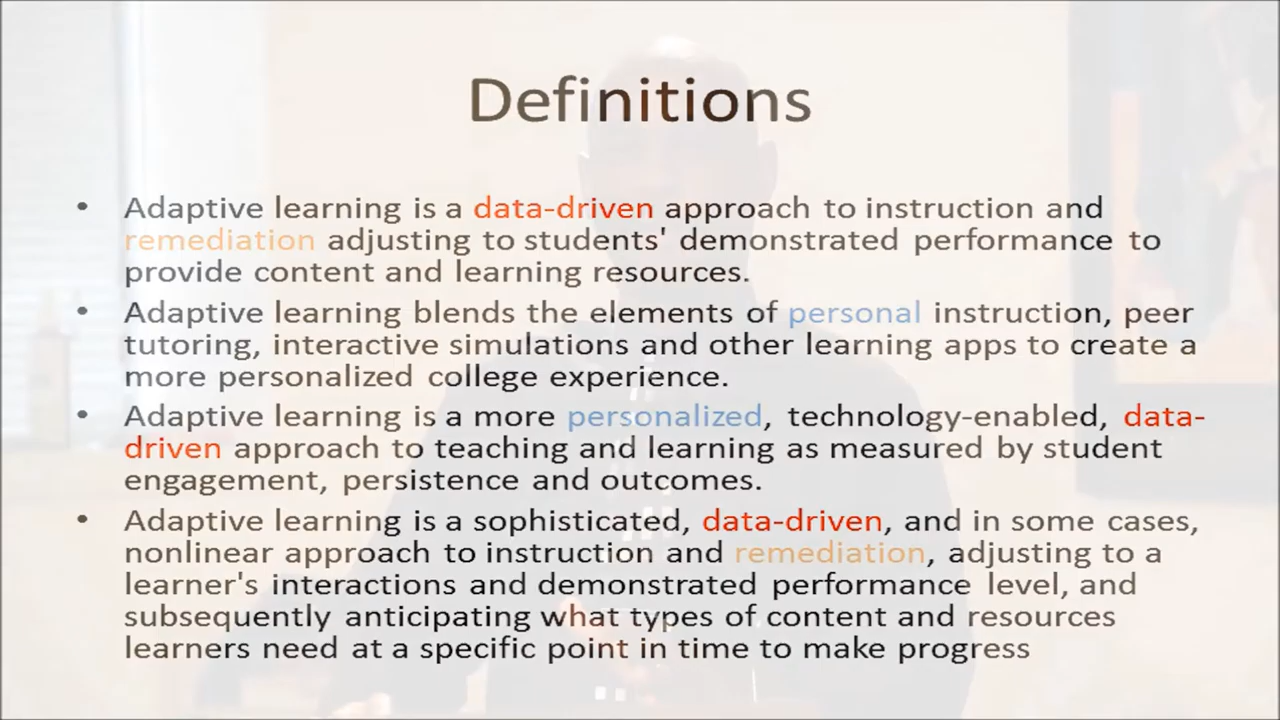 Definitions
• Adaptive learning is a data-driven approach to instruction and
remediation adjusting to students' demonstrated performance to
provide content and learning resources.
• Adaptive learning blends the elements of personal instruction, peer
tutoring, interactive simulations and other learning apps to create a
more personalized college experience.
• Adaptive learning is a more personalized, technology-enabled, data-
driven approach to teaching and learning as measured by student
engagement, persistence and outcomes.
• Adaptive learning is a sophisticated, data-driven, and in some cases,
nonlinear approach to instruction and remediation, adjusting to a
learner's interactions and demonstrated performance level, and
subsequently anticipating what types of content and resources
learners need at a specific point in time to make progress